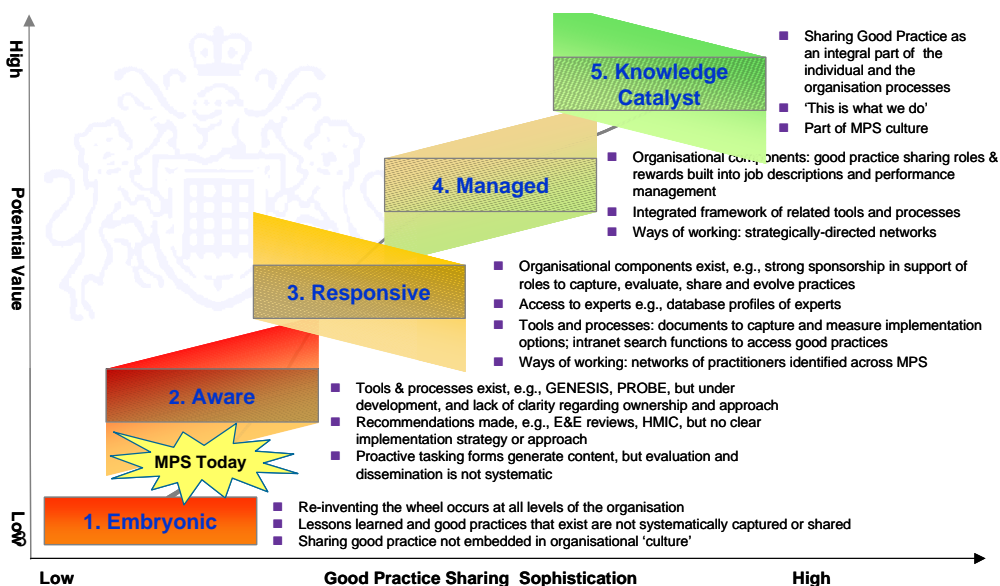 High
Potential Value
Low
5. Knowledge
Catalyst
Sharing Good Practice as
an integral part of the
individual and the
organisation processes
'This is what we do'
Part of MPS culture
4. Managed
Organisational components: good practice sharing roles &
rewards built into job descriptions and performance
management
Integrated framework of related tools and processes
Ways of working: strategically-directed networks
3. Responsive
Organisational components exist, e.g., strong sponsorship in support of
roles to capture, evaluate, share and evolve practices
Access to experts e.g., database profiles of experts
Tools and processes: documents to capture and measure implementation
options; intranet search functions to access good practices
Ways of working: networks of practitioners identified across MPS
2. Aware
Tools & processes exist, e.g., GENESIS, PROBE, but under
development, and lack of clarity regarding ownership and approach
Recommendations made, e.g., E&E reviews, HMIC, but no clear
implementation strategy or approach
Proactive tasking forms generate content, but evaluation and
dissemination is not systematic
MPS Today
1. Embryonic
Re-inventing the wheel occurs at all levels of the organisation
Lessons learned and good practices that exist are not systematically captured or shared
Sharing good practice not embedded in organisational 'culture'
Low Good Practice Sharing Sophistication High